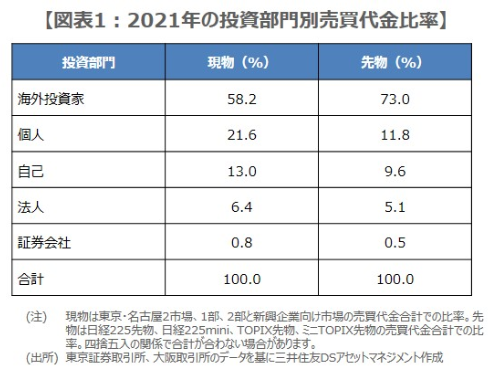 【図表1：2021年の投資部門別売買代金比率】
投資部門 現物（%） 先物（%）
海外投資家 58.2 73.0
個人 21.6 11.8
自己 13.0 9.6
法人 6.4 5.1
証券会社 0.8 0.5
合計 100.0 100.0
(注) 現物は東京・名古屋2市場、1部、2部と新興企業向け市場の売買代金合計での比率。先
物は日経225先物、日経225mini、TOPIX先物、ミニTOPIX先物の売買代金合計での比
率。四捨五入の関係で合計が合わない場合があります。
(出所) 東京証券取引所、大阪取引所のデータを基に三井住友DSアセットマネジメント作成